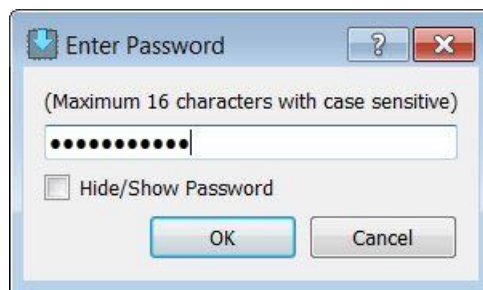 Enter Password
?
(Maximum 16 characters with case sensitive)
●●●●●●●●●●●
Hide/Show Password
OK Cancel